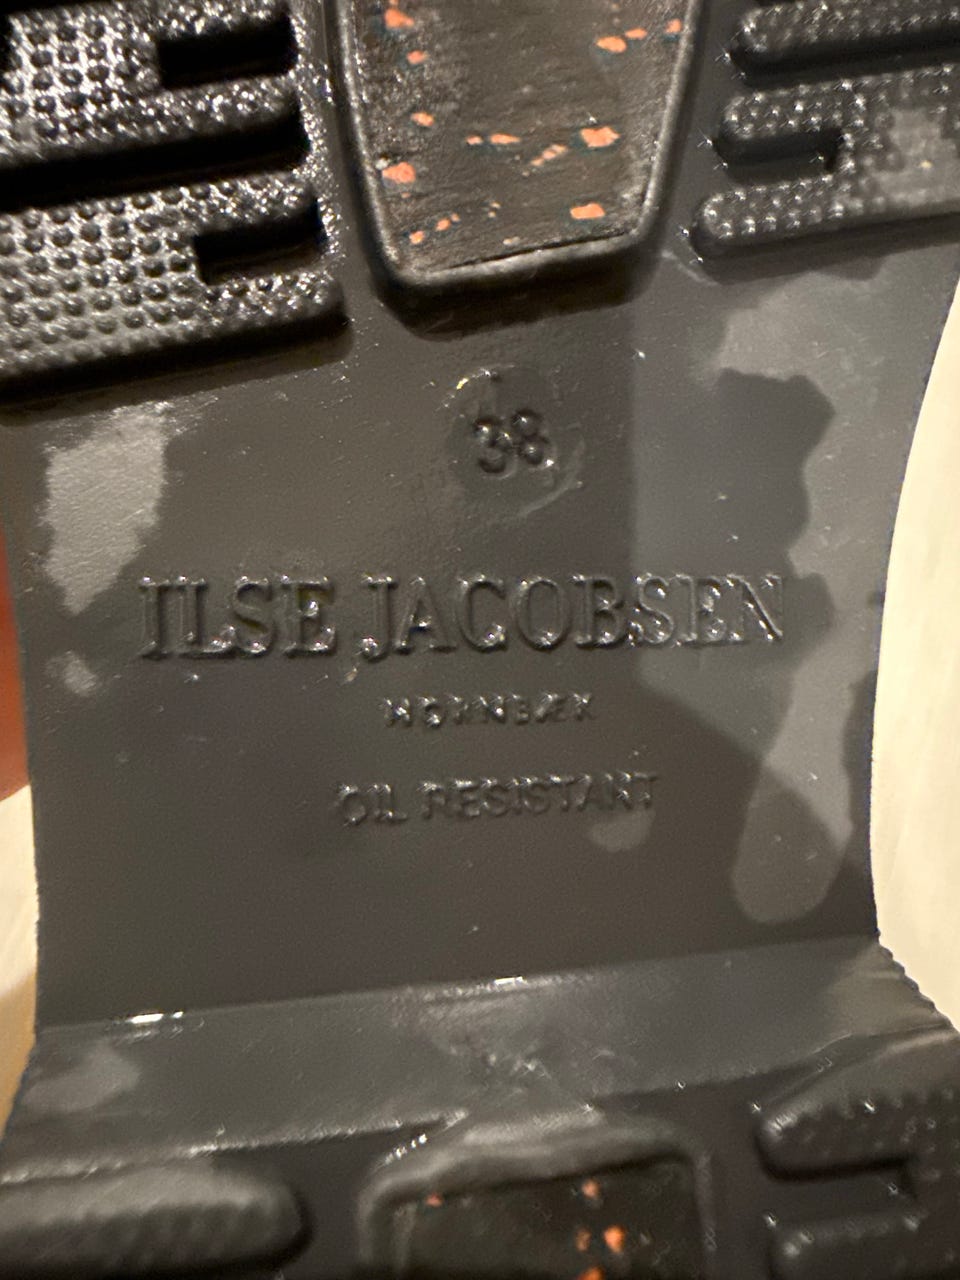 38
ILSE JACOBSEN
HORNBÆK
OIL RESISTANT